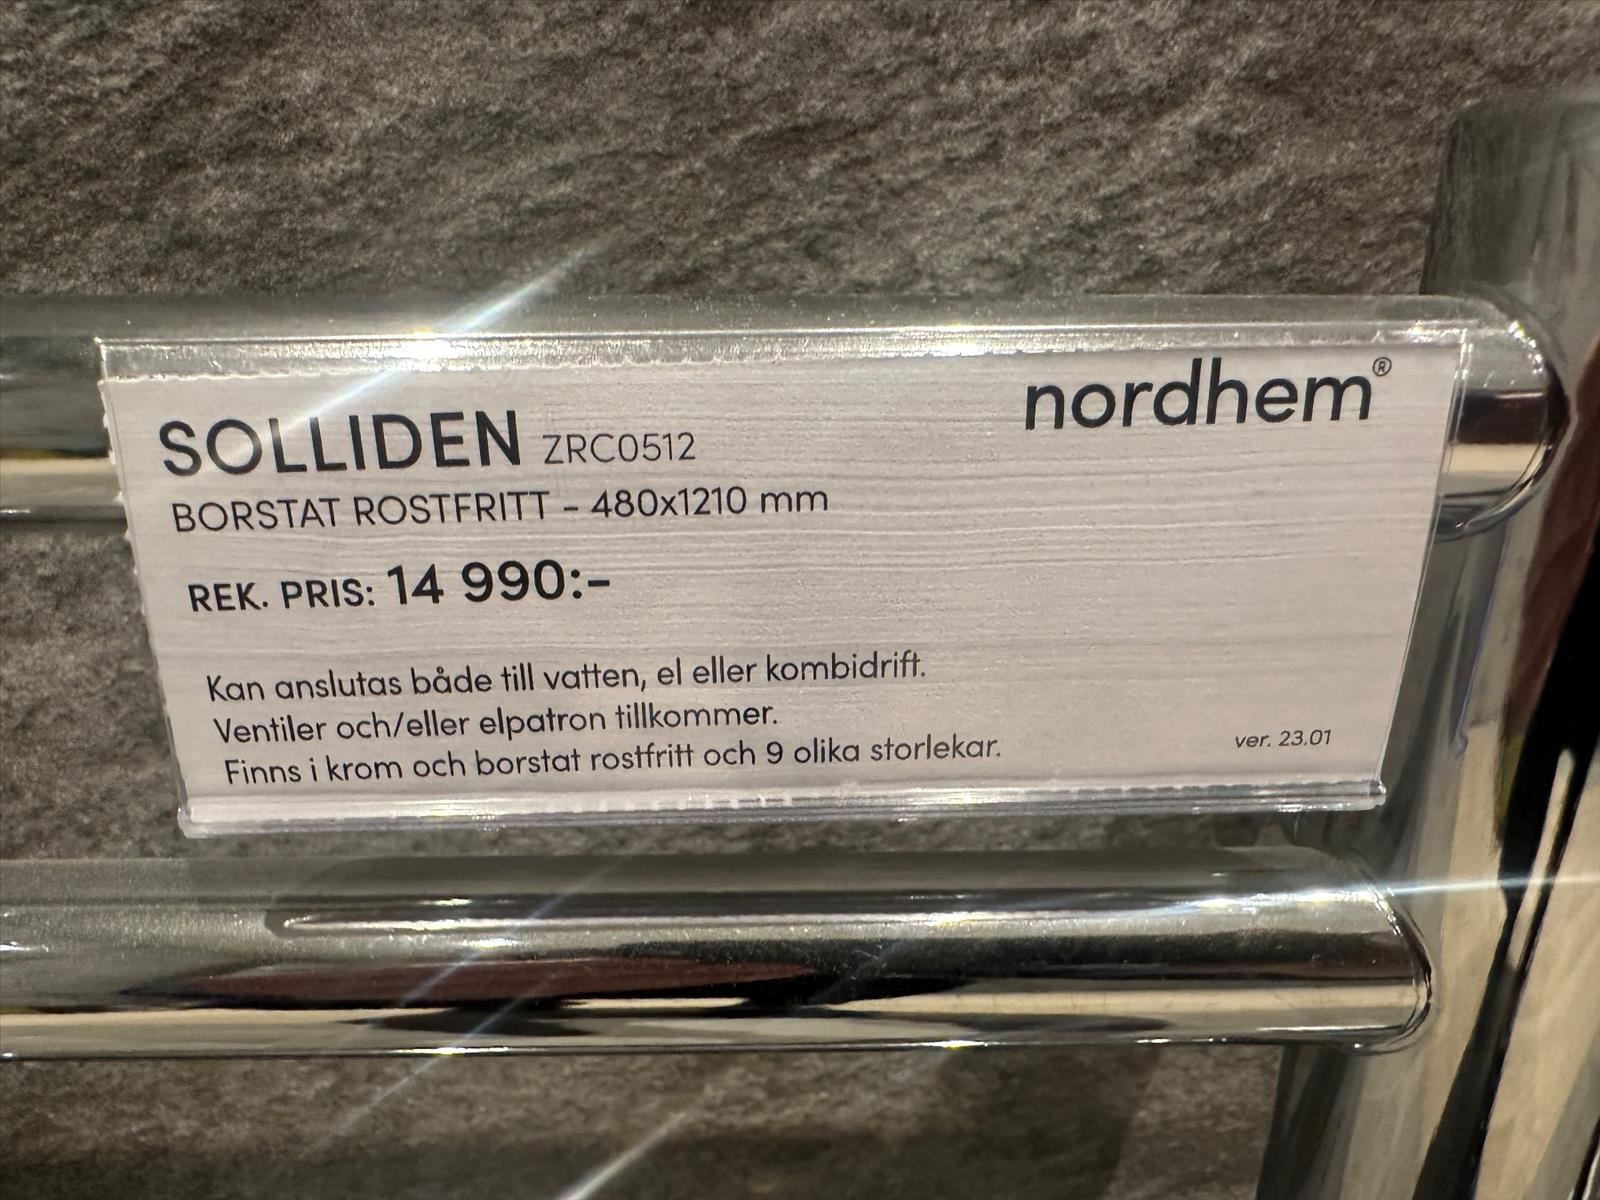 nordhem®
SOLLIDEN ZRC0512
BORSTAT ROSTFRITT – 480x1210 mm
REK. PRIS: 14 990:-
Kan anslutas både till vatten, el eller kombidrift.
Ventiler och/eller elpatron tillkommer.
Finns i krom och borstat rostfritt och 9 olika storlekar.
ver. 23.01